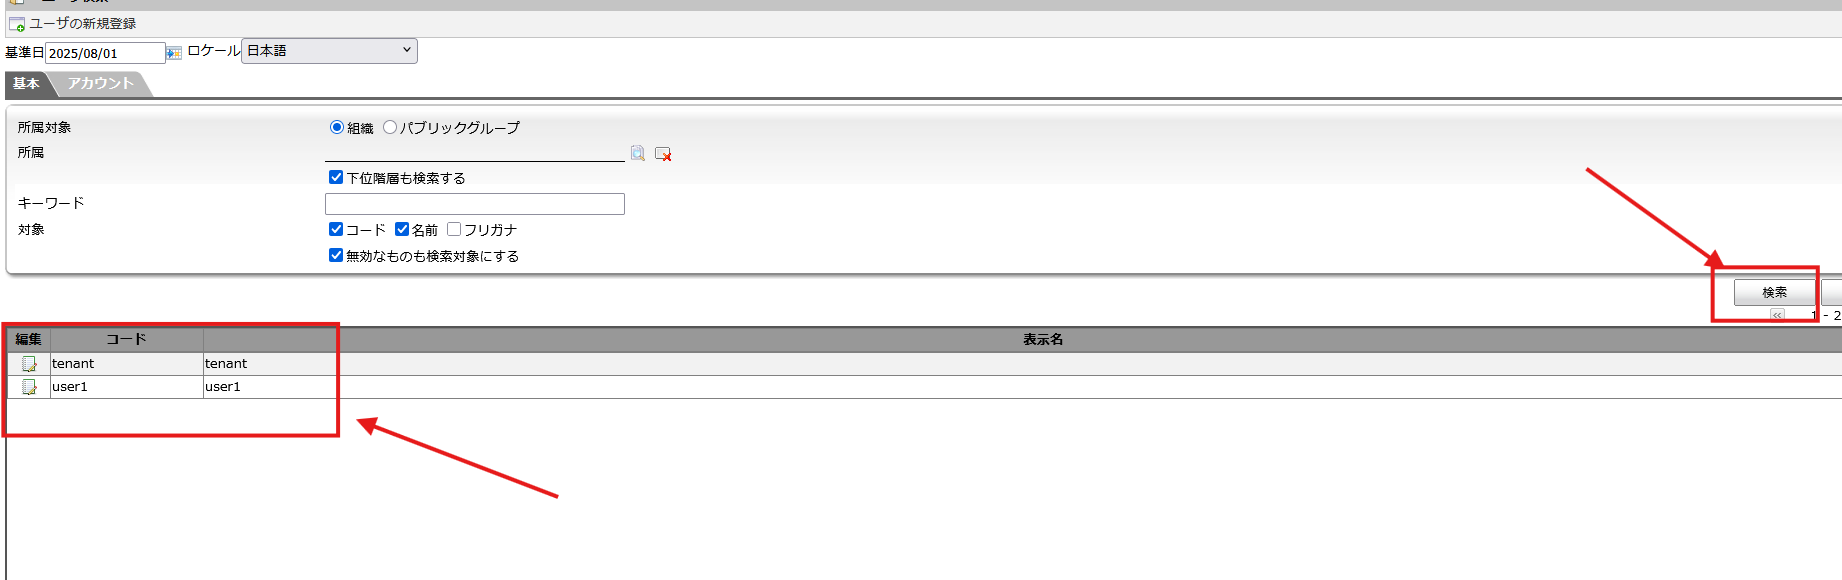 ユーザの新規登録
基準日 2025/08/01 ロケール 日本語
基本 アカウント
所属対象 組織 パブリックグループ
所属
下位階層も検索する
キーワード
対象 コード 名前 フリガナ
無効なものも検索対象にする
検索
<< 1 - 2
編集 コード 表示名
tenant tenant
user1 user1